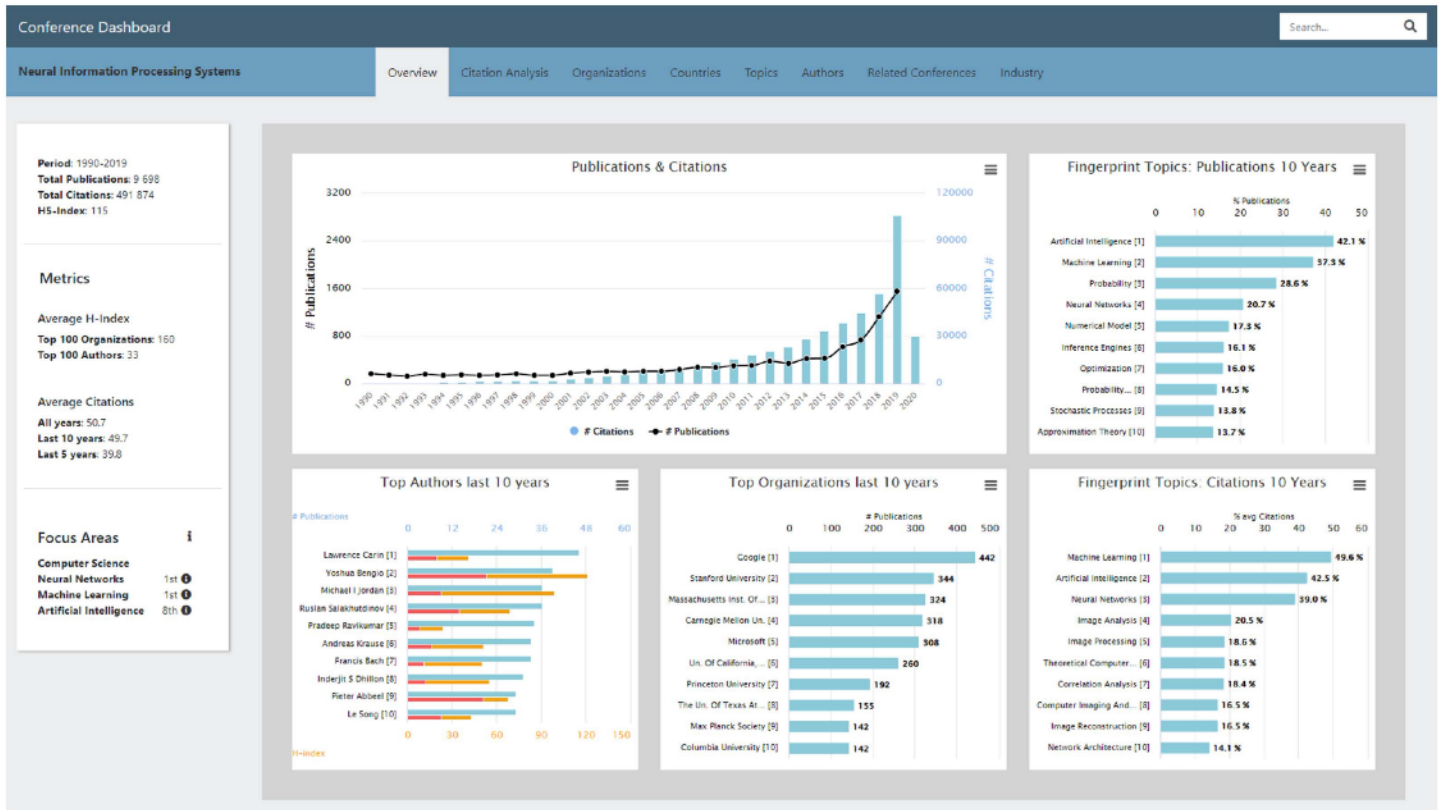 Conference Dashboard
Search...
Neural Information Processing Systems
Overview Citation Analysis Organizations Countries Topics Authors Related Conferences Industry
Period: 1990-2019
Total Publications: 9 698
Total Citations: 491 874
H5-Index: 115
Metrics
Average H-Index
Top 100 Organizations: 160
Top 100 Authors: 33
Average Citations
All years: 50.7
Last 10 years: 49.7
Last 5 years: 39.8
Focus Areas i
Computer Science
Neural Networks 1st
Machine Learning 1st
Artificial Intelligence 8th
Publications & Citations
# Publications
3200
2400
1600
800
0
# Citations
120000
90000
60000
30000
0
1990 1991 1992 1993 1994 1995 1996 1997 1998 1999 2000 2001 2002 2003 2004 2005 2006 2007 2008 2009 2010 2011 2012 2013 2014 2015 2016 2017 2018 2019 2020
# Citations # Publications
Fingerprint Topics: Publications 10 Years
% Publications
0 10 20 30 40 50
Artificial Intelligence [1] 42.1 %
Machine Learning [2] 37.3 %
Probability [3] 28.6 %
Neural Networks [4] 20.7 %
Numerical Model [5] 17.3 %
Inference Engines [6] 16.1 %
Optimization [7] 16.0 %
Probability... [8] 14.5 %
Stochastic Processes [9] 13.8 %
Approximation Theory [10] 13.7 %
Top Authors last 10 years
# Publications
0 12 24 36 48 60
Lawrence Carin [1]
Yoshua Bengio [2]
Michael I Jordan [3]
Ruslan Salakhutdinov [4]
Pradeep Ravikumar [5]
Andreas Krause [6]
Francis Bach [7]
Inderjit S Dhillon [8]
Pieter Abbeel [9]
Le Song [10]
0 30 60 90 120 150
H-index
Top Organizations last 10 years
# Publications
0 100 200 300 400 500
Google [1] 442
Stanford University [2] 344
Massachusetts Inst. Of... [3] 324
Carnegie Mellon Un. [4] 318
Microsoft [5] 308
Un. Of California,... [6] 260
Princeton University [7] 192
The Un. Of Texas At... [8] 155
Max Planck Society [9] 142
Columbia University [10] 142
Fingerprint Topics: Citations 10 Years
% avg Citations
0 10 20 30 40 50 60
Machine Learning [1] 49.6 %
Artificial Intelligence [2] 42.5 %
Neural Networks [3] 39.0 %
Image Analysis [4] 20.5 %
Image Processing [5] 18.6 %
Theoretical Computer... [6] 18.5 %
Correlation Analysis [7] 18.4 %
Computer Imaging And... [8] 16.5 %
Image Reconstruction [9] 16.5 %
Network Architecture [10] 14.1 %